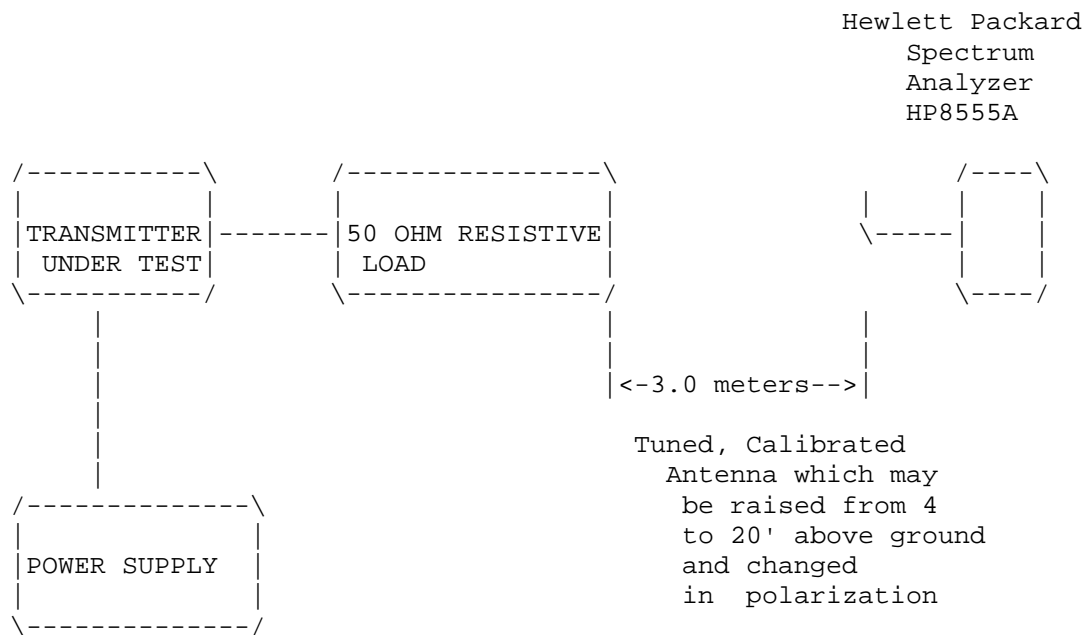 Hewlett Packard
Spectrum
Analyzer
HP8555A
TRANSMITTER
UNDER TEST
50 OHM RESISTIVE
LOAD
<-3.0 meters-->
Tuned, Calibrated
Antenna which may
be raised from 4
to 20' above ground
and changed
in polarization
POWER SUPPLY